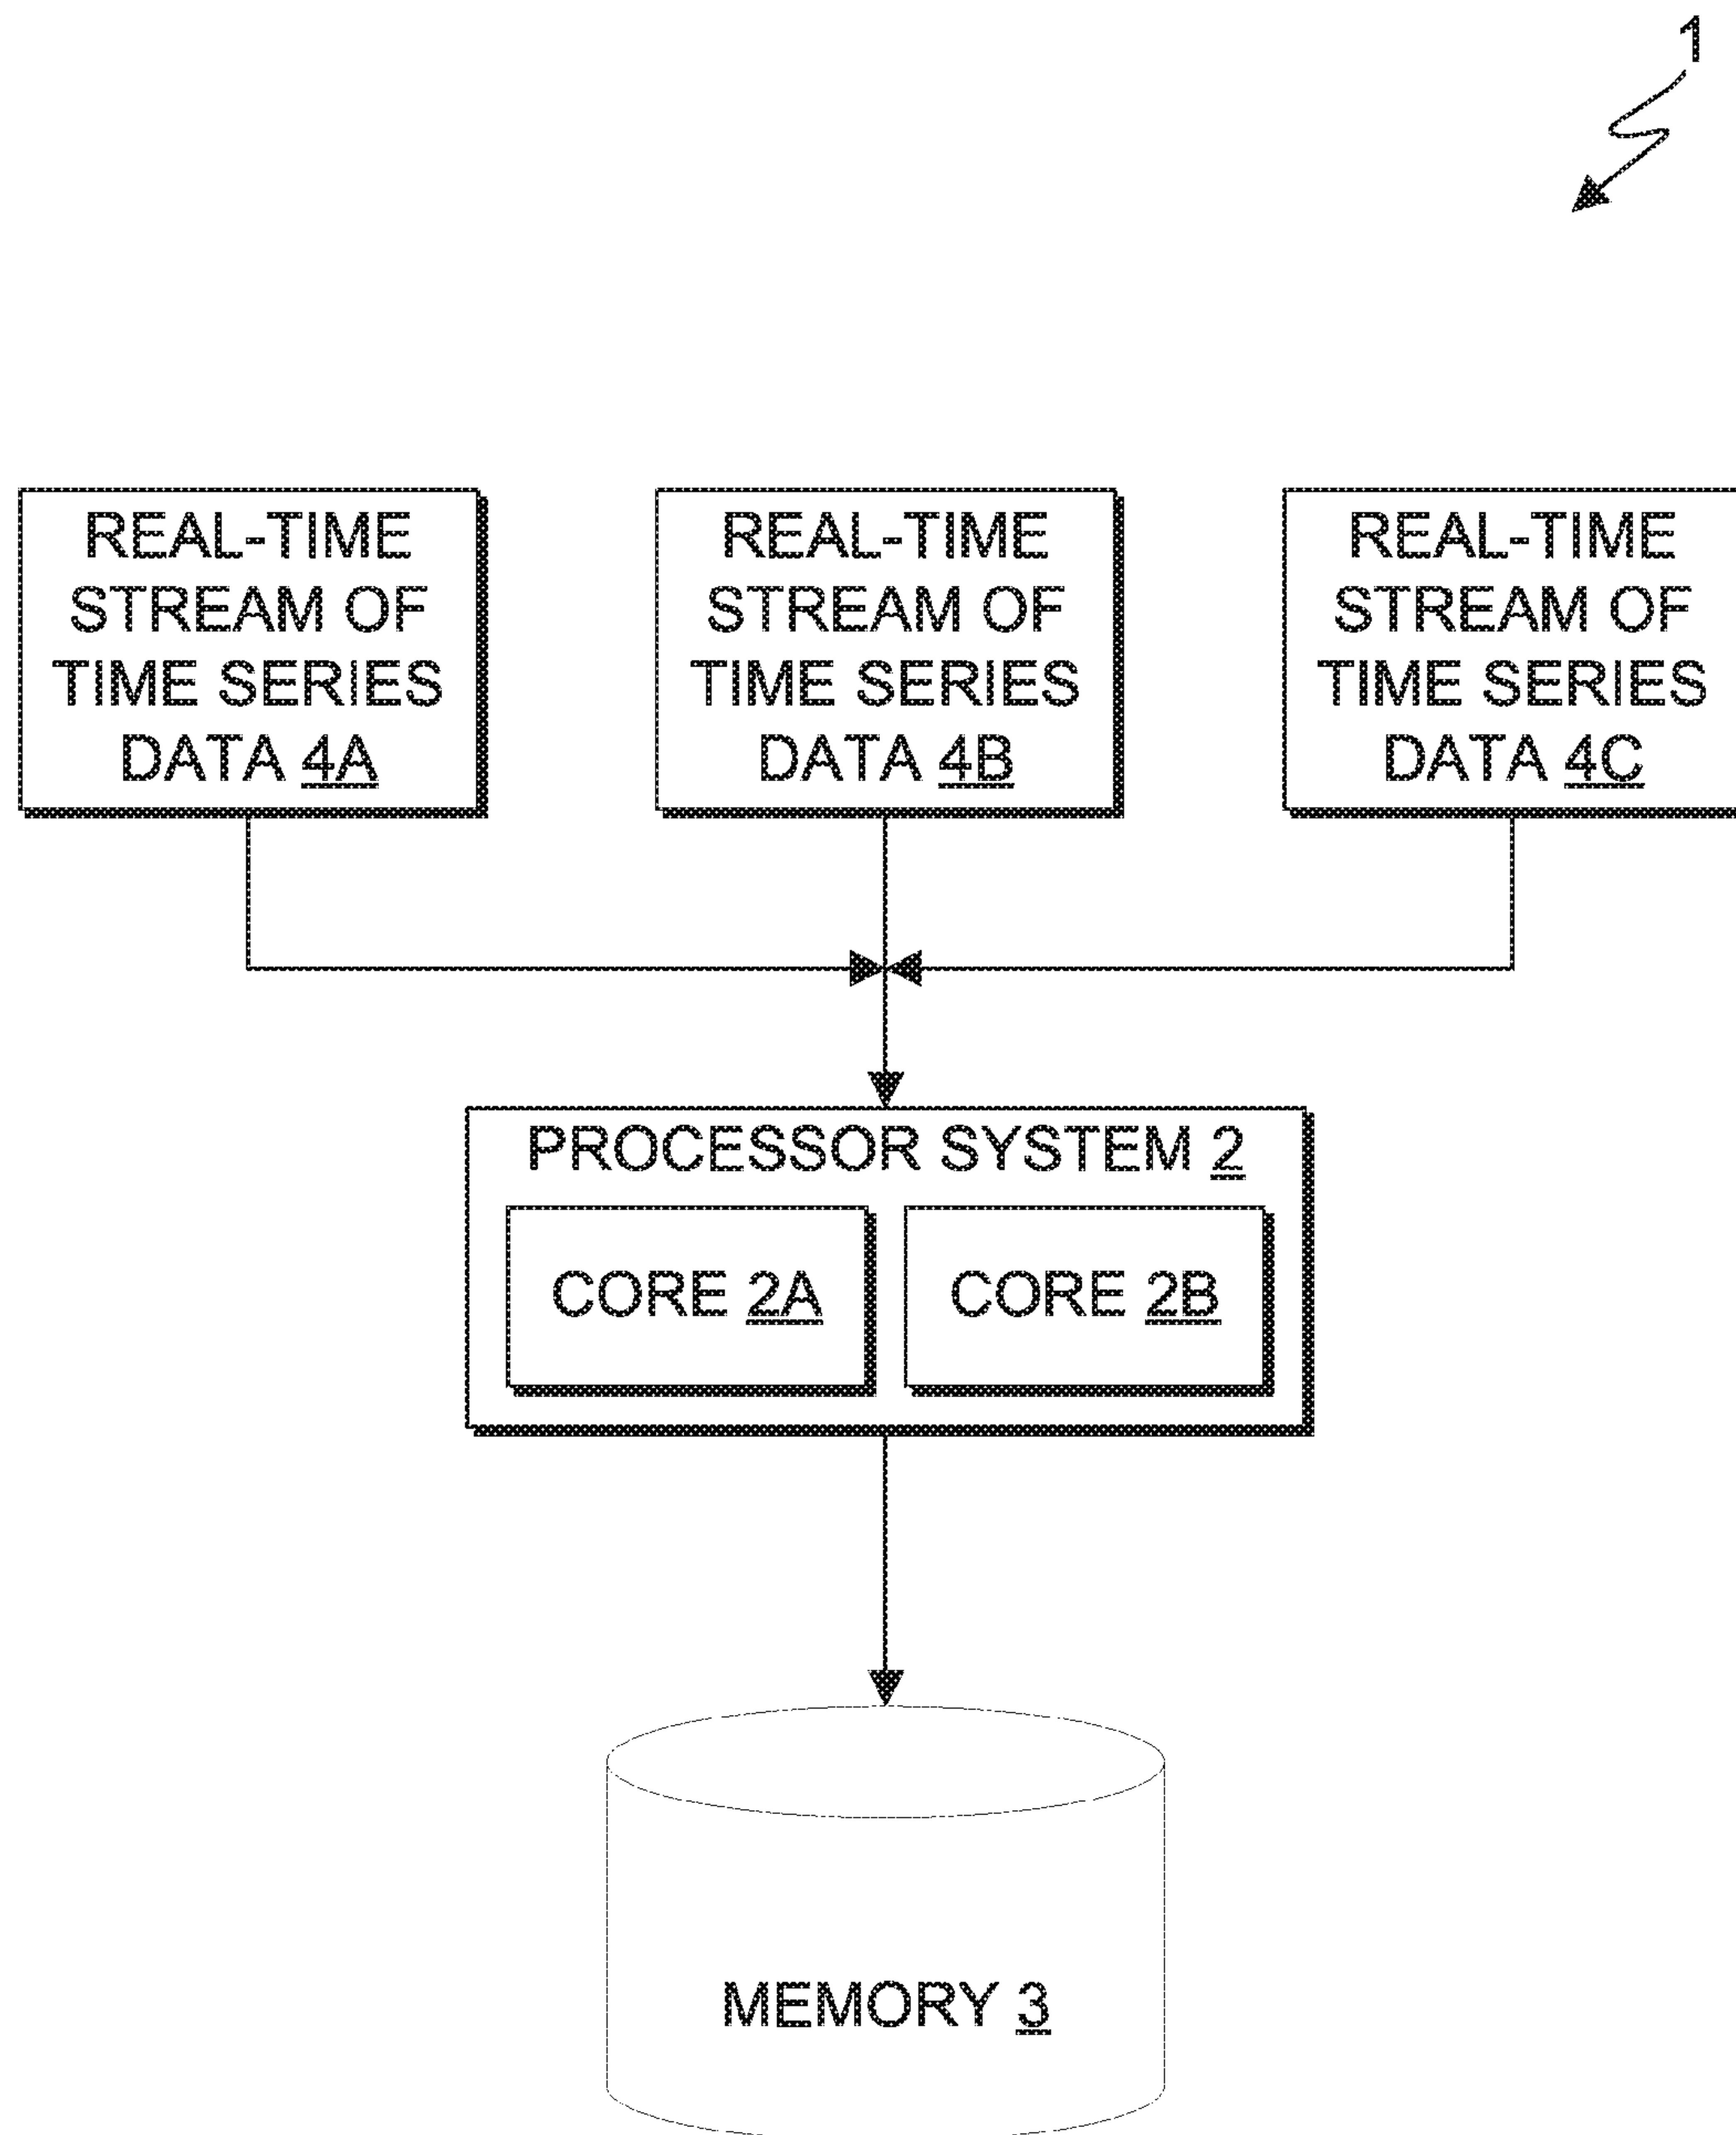 1
REAL-TIME
STREAM OF
TIME SERIES
DATA 4A
REAL-TIME
STREAM OF
TIME SERIES
DATA 4B
REAL-TIME
STREAM OF
TIME SERIES
DATA 4C
PROCESSOR SYSTEM 2
CORE 2A
CORE 2B
MEMORY 3